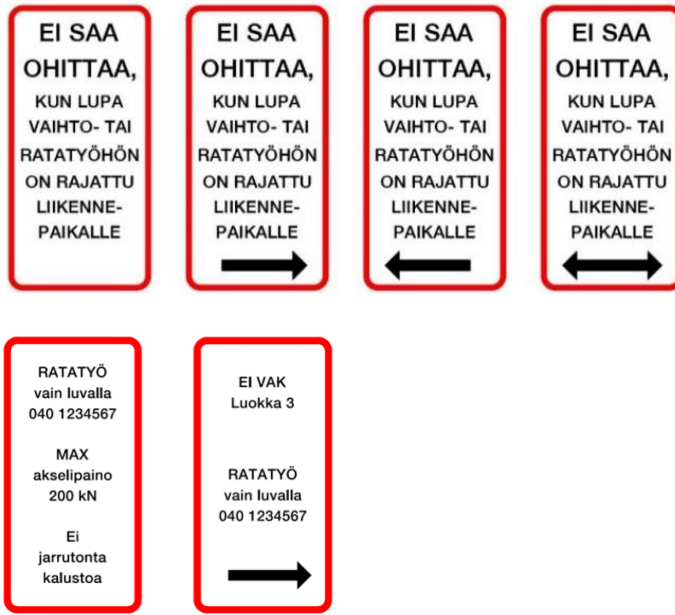 EI SAA
OHITTAA,
KUN LUPA
VAIHTO- TAI
RATATYÖHÖN
ON RAJATTU
LIIKENNE-
PAIKALLE
EI SAA
OHITTAA,
KUN LUPA
VAIHTO- TAI
RATATYÖHÖN
ON RAJATTU
LIIKENNE-
PAIKALLE
EI SAA
OHITTAA,
KUN LUPA
VAIHTO- TAI
RATATYÖHÖN
ON RAJATTU
LIIKENNE-
PAIKALLE
EI SAA
OHITTAA,
KUN LUPA
VAIHTO- TAI
RATATYÖHÖN
ON RAJATTU
LIIKENNE-
PAIKALLE
RATATYÖ
vain luvalla
040 1234567
MAX
akselipaino
200 kN
Ei
jarrutonta
kalustoa
EI VAK
Luokka 3
RATATYÖ
vain luvalla
040 1234567